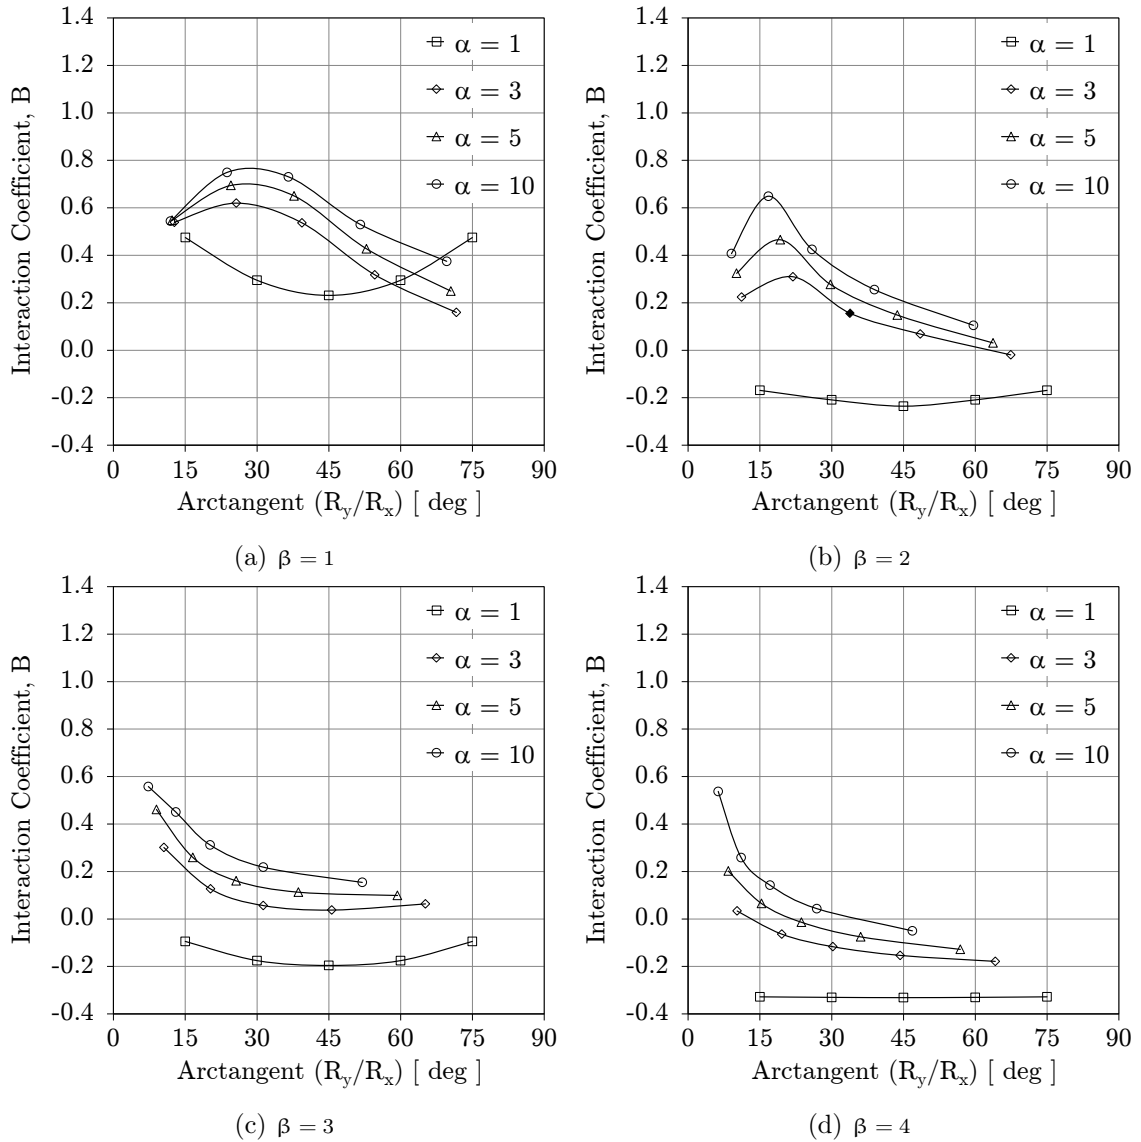 1.4
1.2
1.0
0.8
0.6
0.4
0.2
0.0
-0.2
-0.4
Interaction Coefficient, B
α = 1
α = 3
α = 5
α = 10
0 15 30 45 60 75 90
Arctangent (Ry/Rx) [ deg ]
(a) β = 1
1.4
1.2
1.0
0.8
0.6
0.4
0.2
0.0
-0.2
-0.4
Interaction Coefficient, B
α = 1
α = 3
α = 5
α = 10
0 15 30 45 60 75 90
Arctangent (Ry/Rx) [ deg ]
(b) β = 2
1.4
1.2
1.0
0.8
0.6
0.4
0.2
0.0
-0.2
-0.4
Interaction Coefficient, B
α = 1
α = 3
α = 5
α = 10
0 15 30 45 60 75 90
Arctangent (Ry/Rx) [ deg ]
(c) β = 3
1.4
1.2
1.0
0.8
0.6
0.4
0.2
0.0
-0.2
-0.4
Interaction Coefficient, B
α = 1
α = 3
α = 5
α = 10
0 15 30 45 60 75 90
Arctangent (Ry/Rx) [ deg ]
(d) β = 4